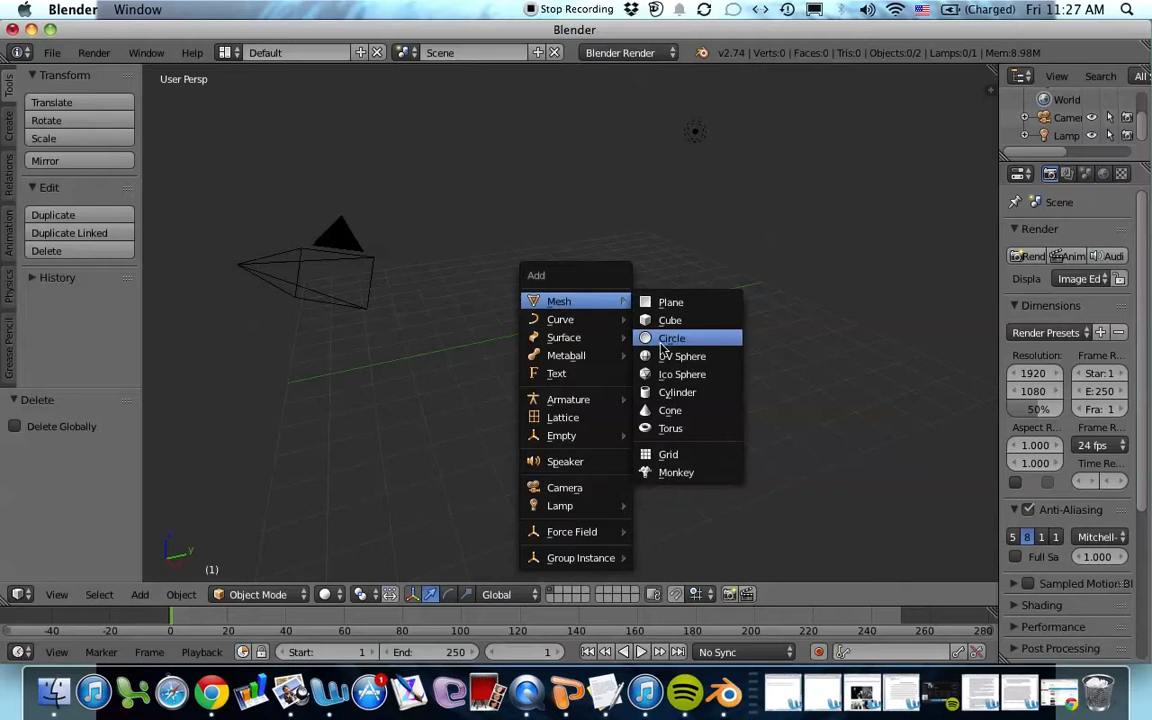 Blender Window Stop Recording (Charged) Fri 11:27 AM
Blender
File Render Window Help Default Scene Blender Render v2.74 | Verts:0 | Faces:0 | Tris:0 | Objects:0/2 | Lamps:0/1 | Mem:8.98M
View Search All
Tools
Create
Relations
Animation
Physics
Grease Pencil
Transform
Translate
Rotate
Scale
Mirror
Edit
Duplicate
Duplicate Linked
Delete
History
Delete
Delete Globally
User Persp
(1)
Add
Mesh
Curve
Surface
Metaball
Text
Armature
Lattice
Empty
Speaker
Camera
Lamp
Force Field
Group Instance
Plane
Cube
Circle
UV Sphere
Ico Sphere
Cylinder
Cone
Torus
Grid
Monkey
World
Camer
Lamp
Scene
Render
Rend Anim Audi
Displa Image Ed
Dimensions
Render Presets
Resolution: Frame R
1920 Star:1
1080 E:250
50% Fra: 1
Aspect R Frame R
1.000 24 fps
1.000 Time Re
Anti-Aliasing
5 8 1 1 Mitchell-
Full Sa 1.000
Sampled Motion Bl
Shading
Performance
Post Processing
View Select Add Object Object Mode Global
-40 -20 0 20 40 60 80 100 120 140 160 180 200 220 240 260 280
View Marker Frame Playback Start: 1 End: 250 1 No Sync